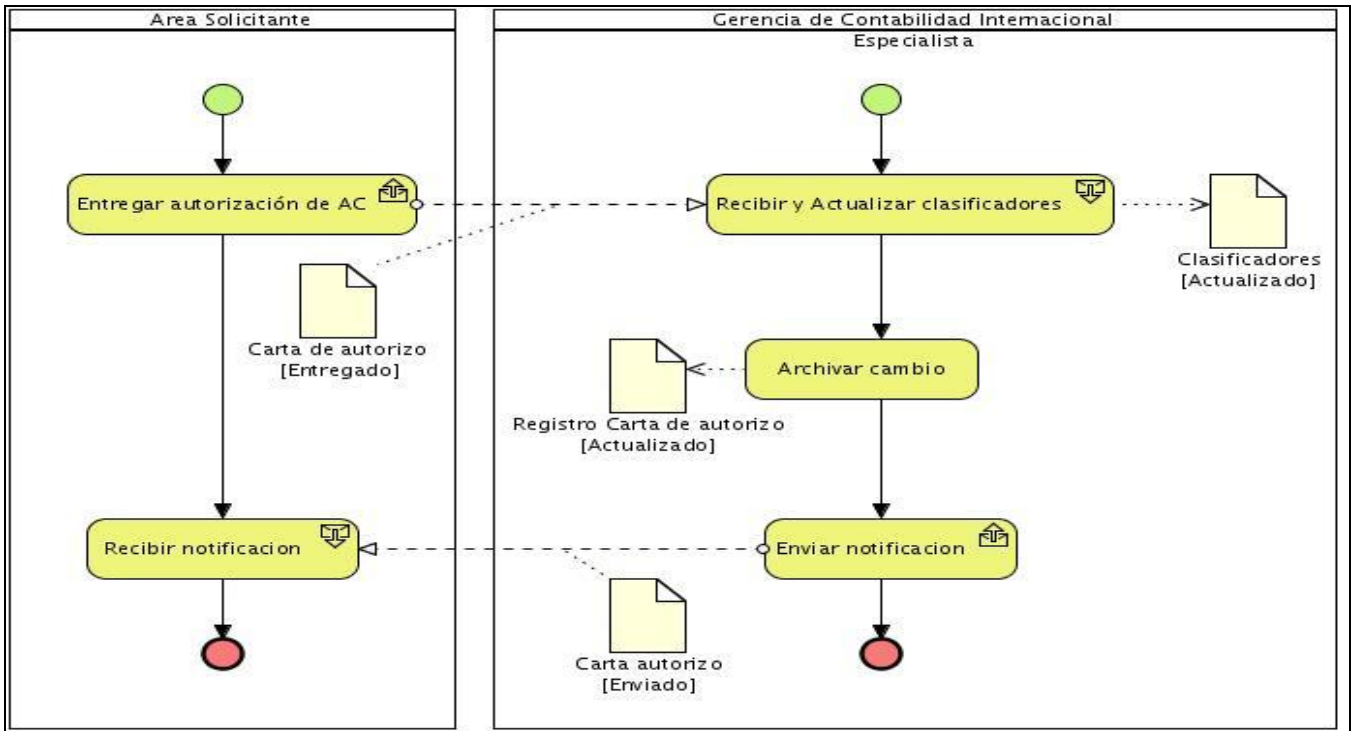 Area Solicitante
Gerencia de Contabilidad Internacional
Especialista
Entregar autorización de AC
Recibir y Actualizar clasificadores
Clasificadores
[Actualizado]
Carta de autorizo
[Entregado]
Archivar cambio
Registro Carta de autorizo
[Actualizado]
Recibir notificacion
Enviar notificacion
Carta autorizo
[Enviado]